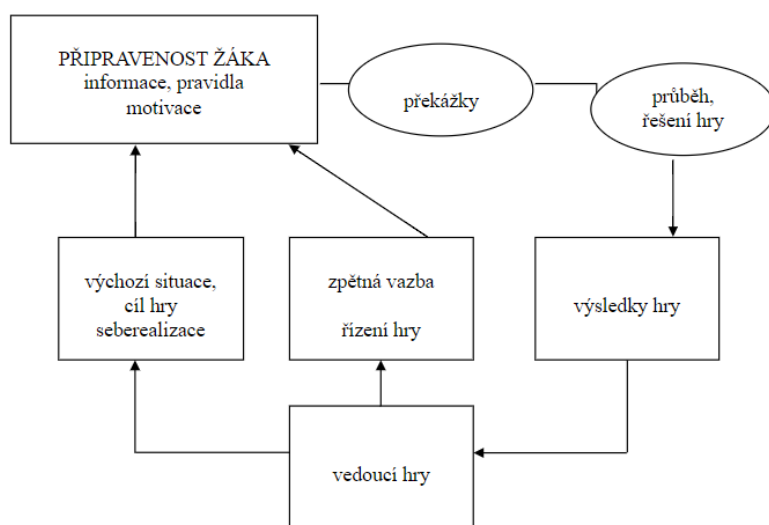 PŘIPRAVENOST ŽÁKA
informace, pravidla
motivace
překážky
průběh,
řešení hry
výchozí situace,
cíl hry
seberealizace
zpětná vazba
řízení hry
výsledky hry
vedoucí hry